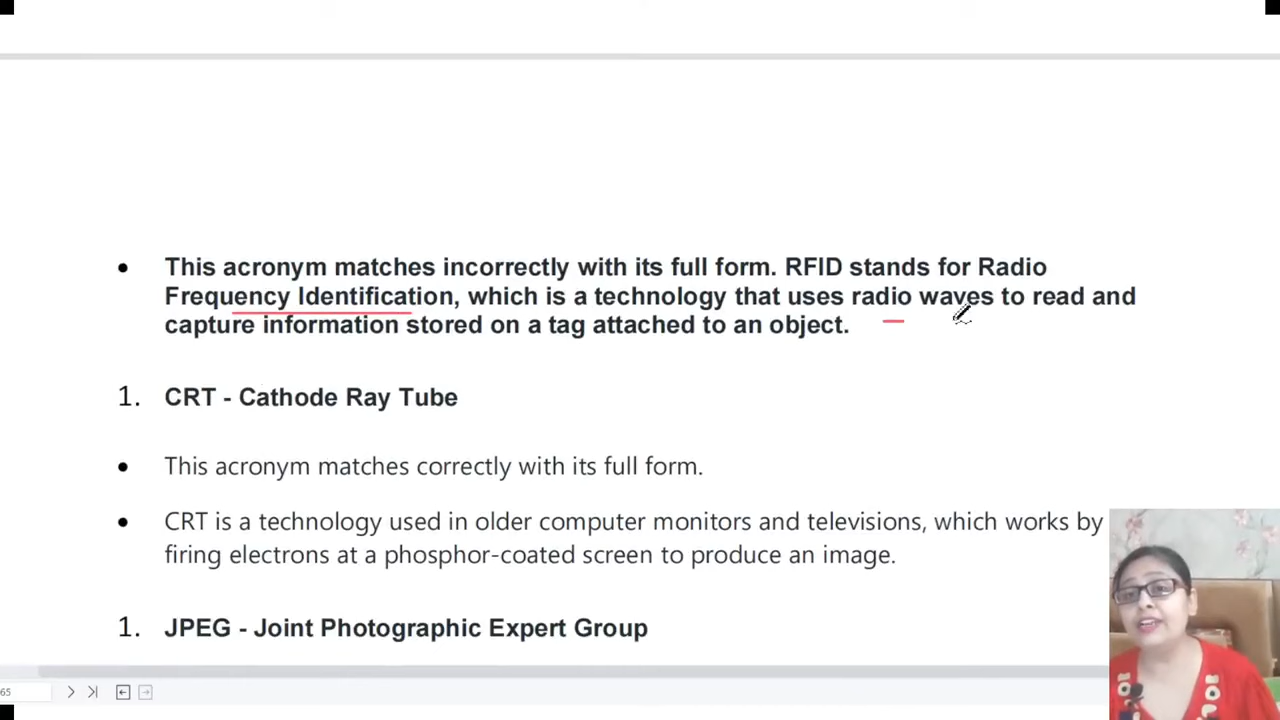 • This acronym matches incorrectly with its full form. RFID stands for Radio
Frequency Identification, which is a technology that uses radio waves to read and
capture information stored on a tag attached to an object.
1. CRT - Cathode Ray Tube
• This acronym matches correctly with its full form.
• CRT is a technology used in older computer monitors and televisions, which works by
firing electrons at a phosphor-coated screen to produce an image.
1. JPEG - Joint Photographic Expert Group
65